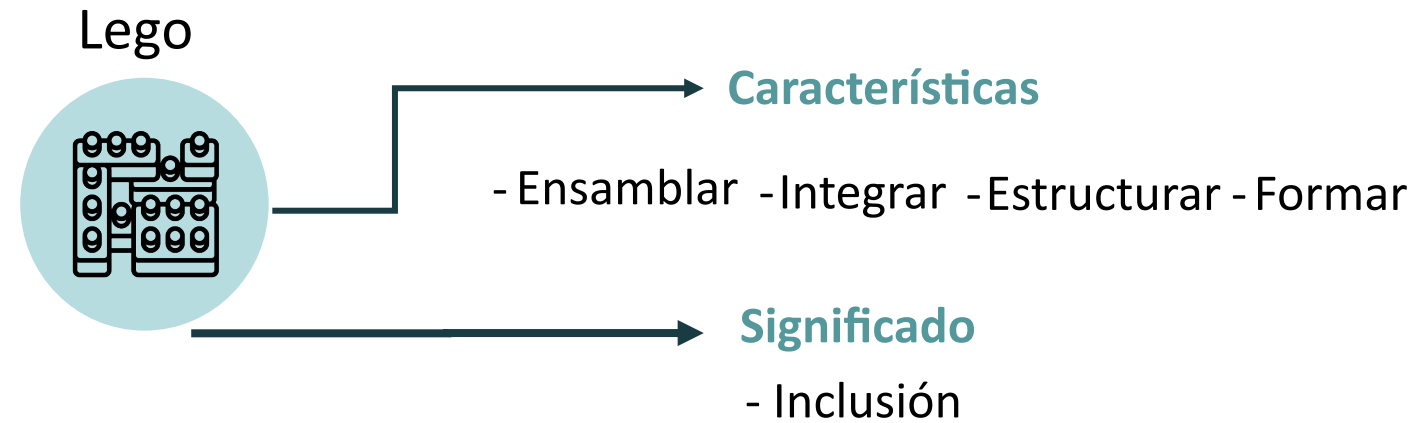 Lego
Características
- Ensamblar - Integrar - Estructurar - Formar
Significado
- Inclusión